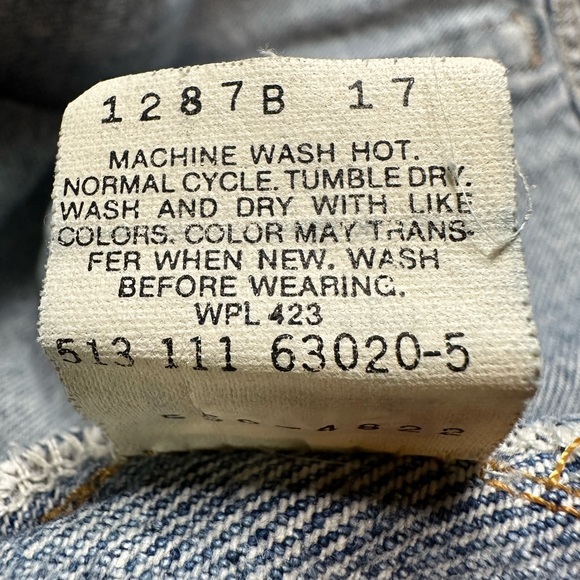 1287B 17
MACHINE WASH HOT.
NORMAL CYCLE. TUMBLE DRY.
WASH AND DRY WITH LIKE
COLORS. COLOR MAY TRANS-
FER WHEN NEW. WASH
BEFORE WEARING.
WPL 423
513 111 63020-5